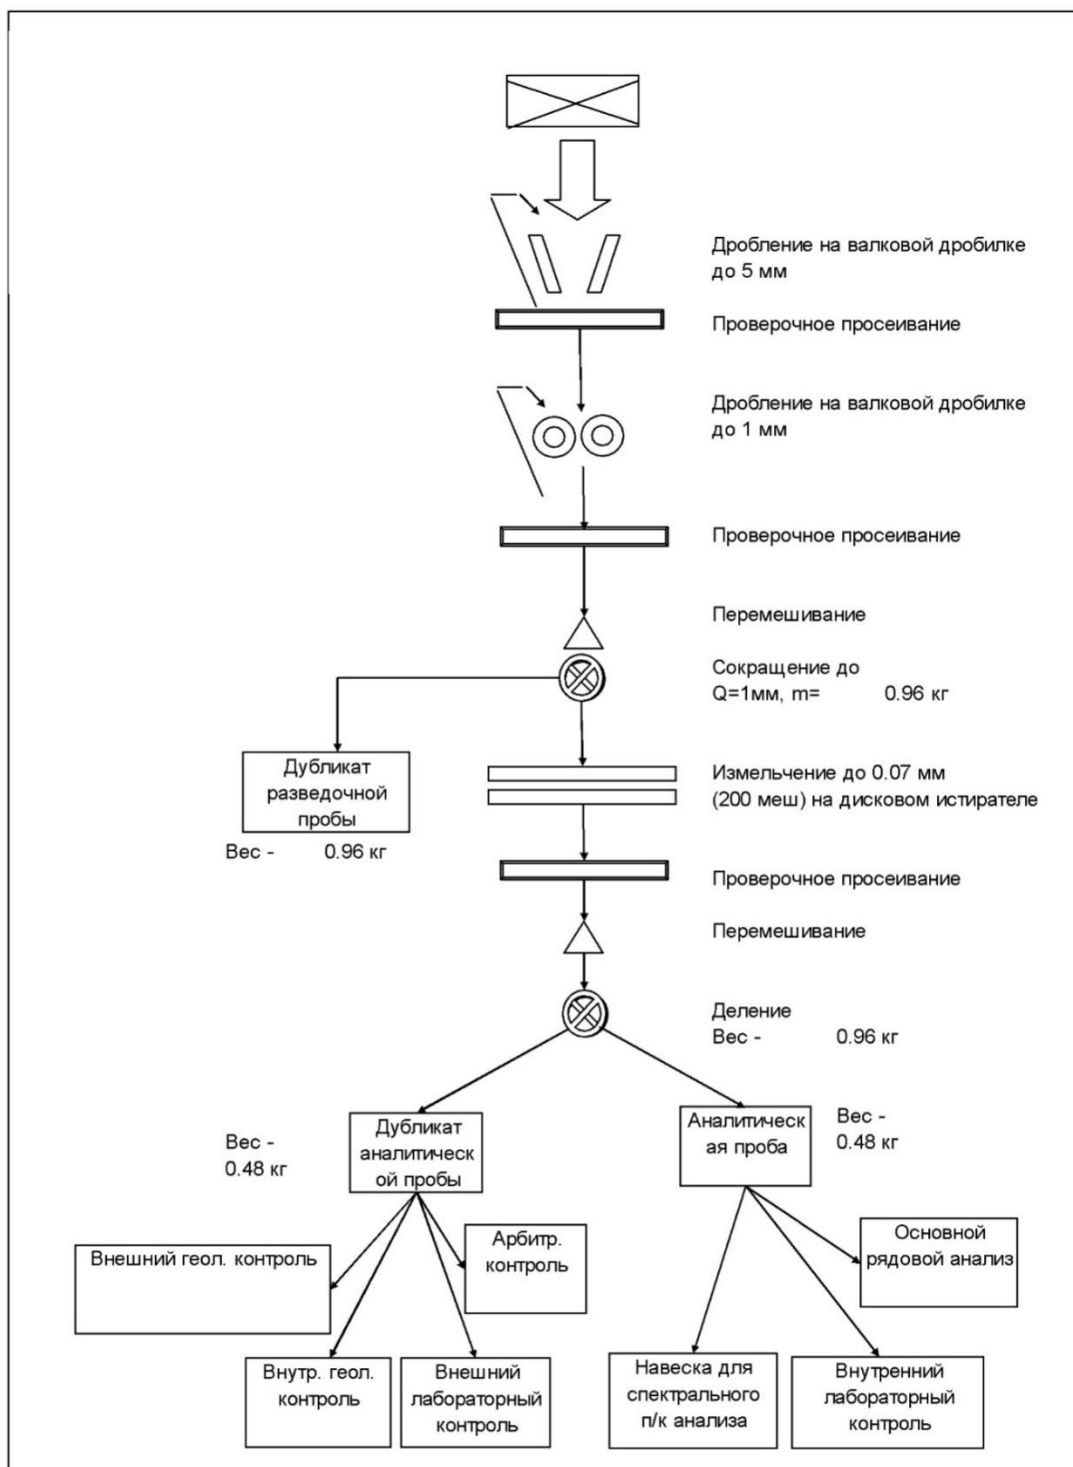 Дробление на валковой дробилке
до 5 мм
Проверочное просеивание
Дробление на валковой дробилке
до 1 мм
Проверочное просеивание
Перемешивание
Сокращение до
Q=1мм, m= 0.96 кг
Дубликат
разведочной
пробы
Вес - 0.96 кг
Измельчение до 0.07 мм
(200 меш) на дисковом истирателе
Проверочное просеивание
Перемешивание
Деление
Вес - 0.96 кг
Вес -
0.48 кг
Дубликат
аналитическ
ой пробы
Аналитическ
ая проба
Вес -
0.48 кг
Внешний геол. контроль
Арбитр.
контроль
Основной
рядовой анализ
Внутр. геол.
контроль
Внешний
лабораторный
контроль
Навеска для
спектрального
п/к анализа
Внутренний
лабораторный
контроль